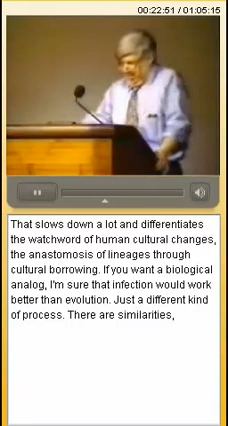 00:22:51 / 01:05:15
That slows down a lot and differentiates
the watchword of human cultural changes,
the anastomosis of lineages through
cultural borrowing. If you want a biological
analog, I'm sure that infection would work
better than evolution. Just a different kind
of process. There are similarities,